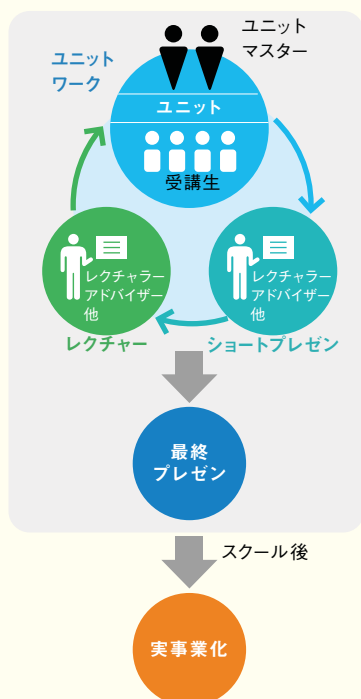 ユニット
マスター
ユニット
ワーク
ユニット
受講生
レクチャラー
アドバイザー
他
レクチャラー
アドバイザー
他
レクチャー
ショートプレゼン
最終
プレゼン
スクール後
実事業化